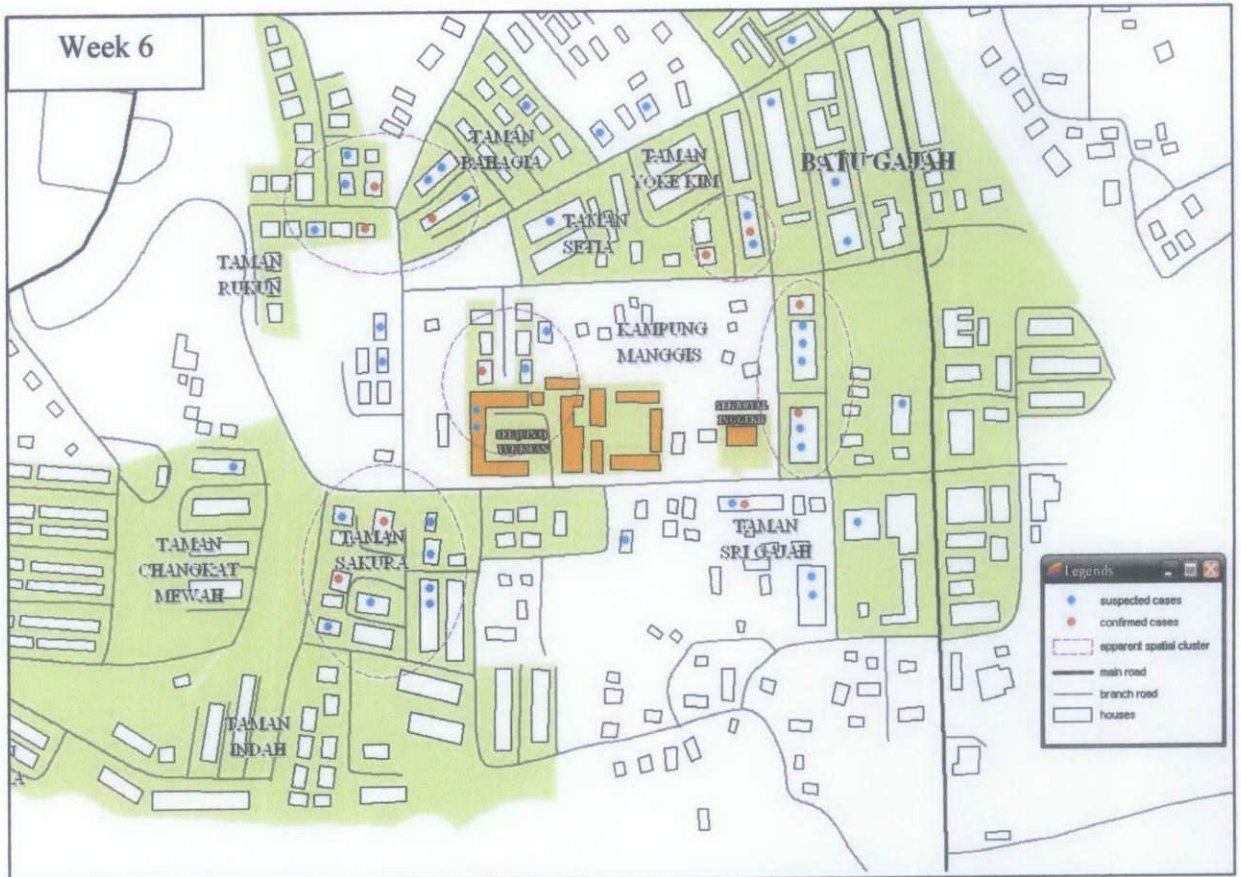 Week 6
TAMAN
BAHAGIA
TAMAN
YOKE KIM
BATU GAJAH
TAMAN
SETIA
TAMAN
RUKUN
KAMPUNG
MANGGIS
TAMAN
SAKURA
TAMAN
SRI GAJAH
TAMAN
CHANGKAT
MEWAH
TAMAN
INDAH
A
Legends
suspected cases
confirmed cases
apparent spatial cluster
main road
branch road
houses